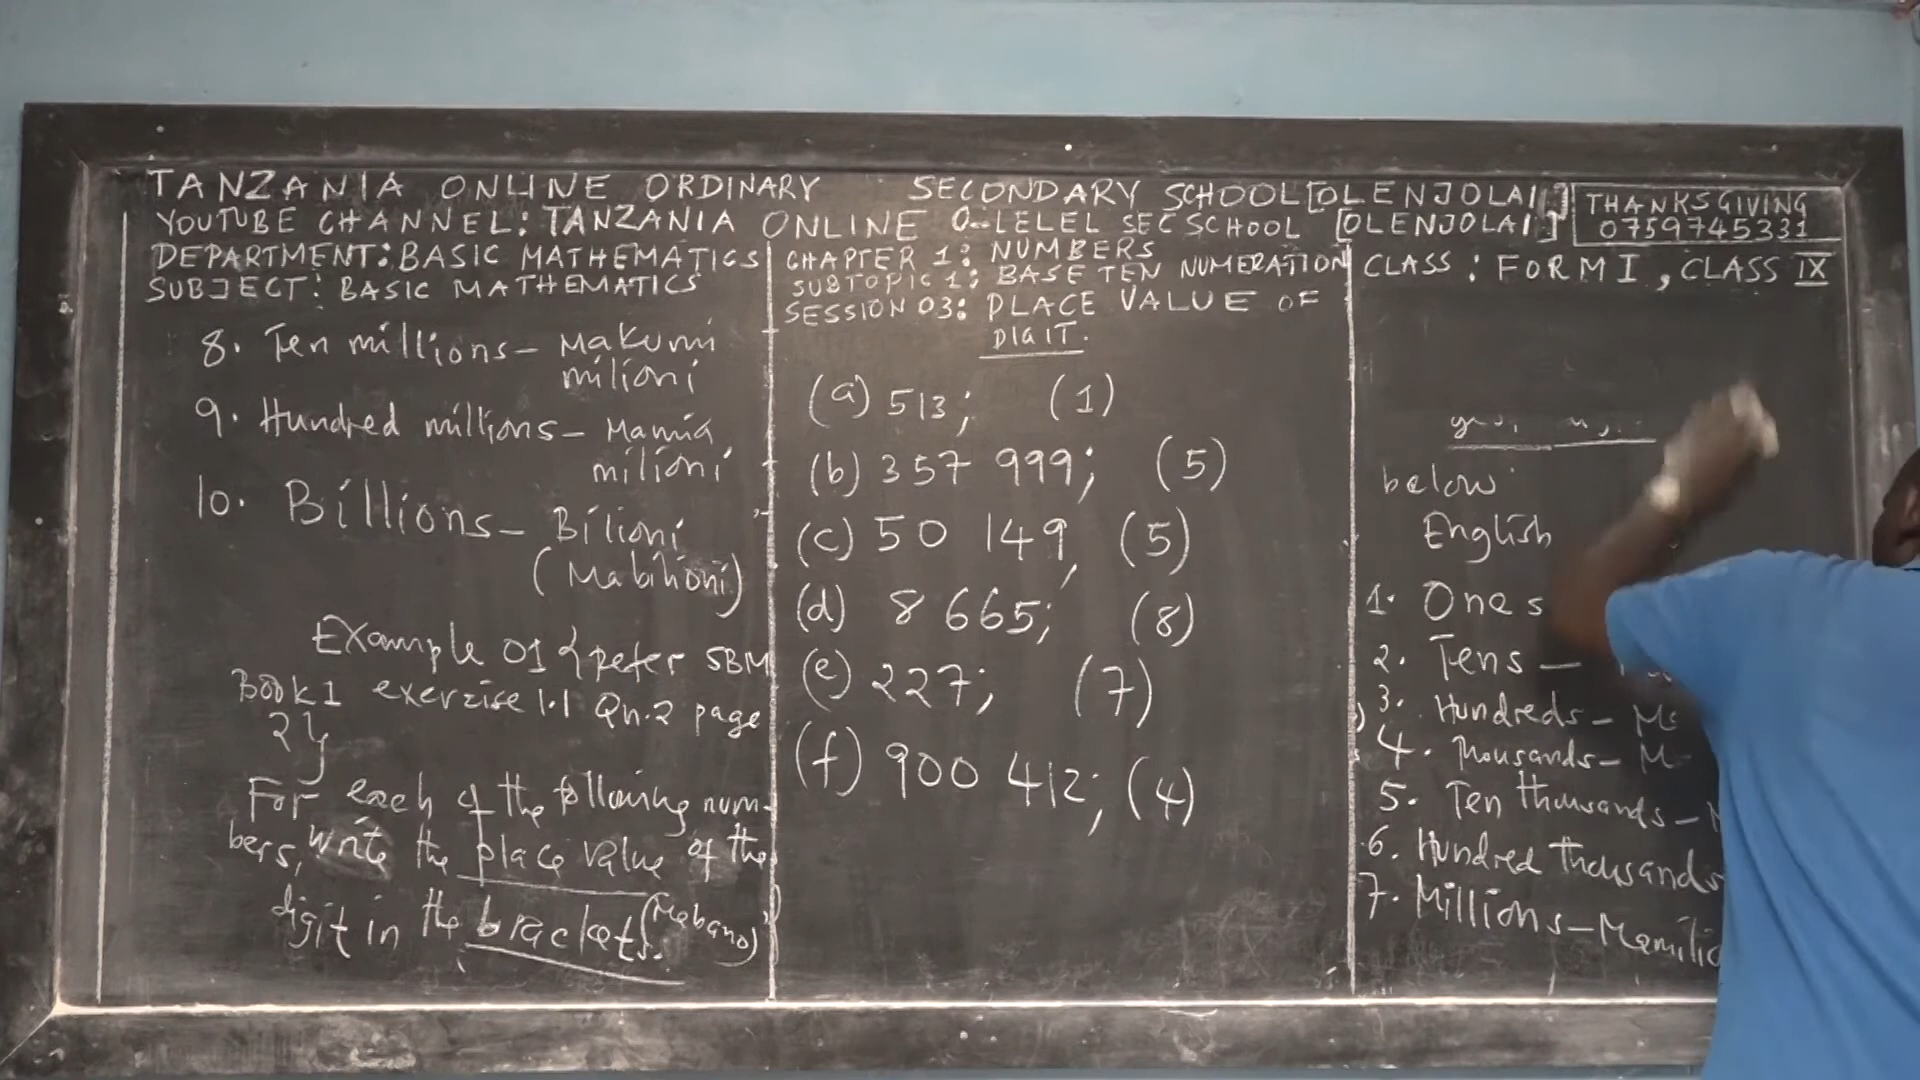 TANZANIA ONLINE ORDINARY SECONDARY SCHOOL [OLENJOLAI]
YOUTUBE CHANNEL: TANZANIA ONLINE O-LELEL SEC SCHOOL [OLENJOLAI]
THANKSGIVING
0759745331
DEPARTMENT: BASIC MATHEMATICS
SUBJECT: BASIC MATHEMATICS
8. Ten millions - Makumi
milioni
9. Hundred millions - Mamia
milioni
10. Billions - Bilioni
(Mabilioni)
Example 01 {
SBM
Book 1 exercise 1.1 Qn.2 page
2}
For each of the following num-
bers, write the place value of the
digit in the brackets. (Mabano)
CHAPTER 1: NUMBERS
SUBTOPIC 1: BASE TEN NUMERATION
SESSION 03: PLACE VALUE OF
DIGIT.
(a) 513; (1)
(b) 357 999; (5)
(c) 50 149, (5)
(d) 8 665; (8)
(e) 227; (7)
(f) 900 412; (4)
CLASS: FORM I, CLASS IX
below
English
1. Ones
2. Tens -
3. Hundreds -
4. Thousands -
5. Ten thousands -
6. Hundred thousands
7. Millions -